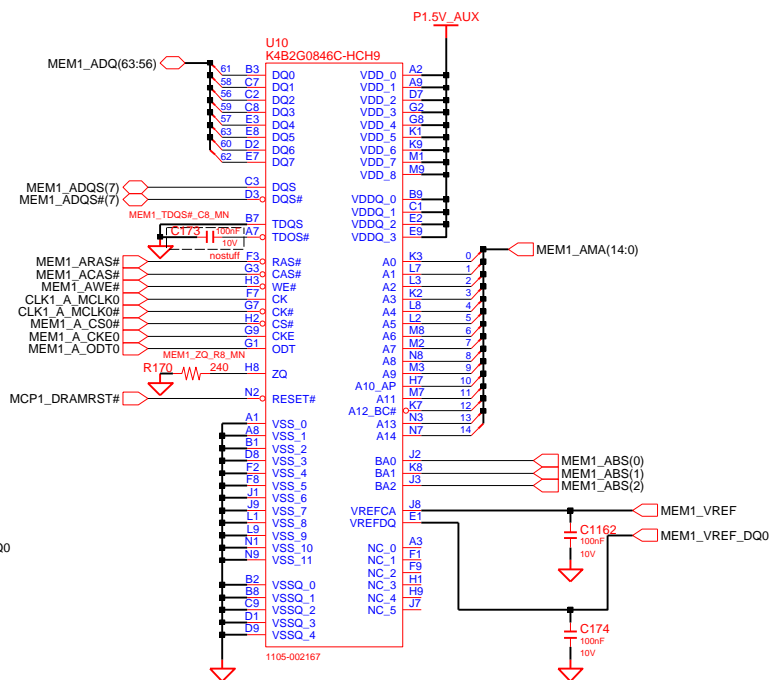 P1.5V_AUX
U10
K4B2G0846C-HCH9
MEM1_ADQ(63:56)
61 B3 DQ0 VDD_0 A2
58 C7 DQ1 VDD_1 A9
56 C2 DQ2 VDD_2 D7
59 C8 DQ3 VDD_3 G2
57 E3 DQ4 VDD_4 G8
63 E8 DQ5 VDD_5 K1
60 D2 DQ6 VDD_6 K9
62 E7 DQ7 VDD_7 M1
VDD_8 M9
MEM1_ADQS(7) C3 DQS VDDQ_0 B9
MEM1_ADQS#(7) D3 DQS# VDDQ_1 C1
MEM1_TDQS#_C8_MN
B7 TDQS VDDQ_2 E2
C173 100nF A7 TDOS# VDDQ_3 E9
10V
nostuff
MEM1_AMA(14:0)
MEM1_ARAS# F3 RAS# A0 K3 0
MEM1_ACAS# G3 CAS# A1 L7 1
MEM1_AWE# H3 WE# A2 L3 2
CLK1_A_MCLK0 F7 CK A3 K2 3
CLK1_A_MCLK0# G7 CK# A4 L8 4
MEM1_A_CS0# H2 CS# A5 L2 5
MEM1_A_CKE0 G9 CKE A6 M8 6
MEM1_A_ODT0 G1 ODT A7 M2 7
MEM1_ZQ_R8_MN
A8 N8 8
R170 240 H8 ZQ A9 M3 9
A10_AP H7 10
MCP1_DRAMRST# N2 RESET# A11 M7 11
A12_BC# K7 12
A1 VSS_0 A13 N3 13
A8 VSS_1 A14 N7 14
B1 VSS_2
D8 VSS_3 BA0 J2 MEM1_ABS(0)
F2 VSS_4 BA1 K8 MEM1_ABS(1)
F8 VSS_5 BA2 J3 MEM1_ABS(2)
J1 VSS_6
J9 VSS_7 VREFCA J8 MEM1_VREF
L1 VSS_8 VREFDQ E1
L9 VSS_9 C1162
100nF
10V
MEM1_VREF_DQ0
N1 VSS_10 NC_0 A3
N9 VSS_11 NC_1 F1
Q0
NC_2 F9
B2 VSSQ_0 NC_3 H1
B8 VSSQ_1 NC_4 H9
C9 VSSQ_2 NC_5 J7
D1 VSSQ_3
D9 VSSQ_4
C174
100nF
10V
1105-002167